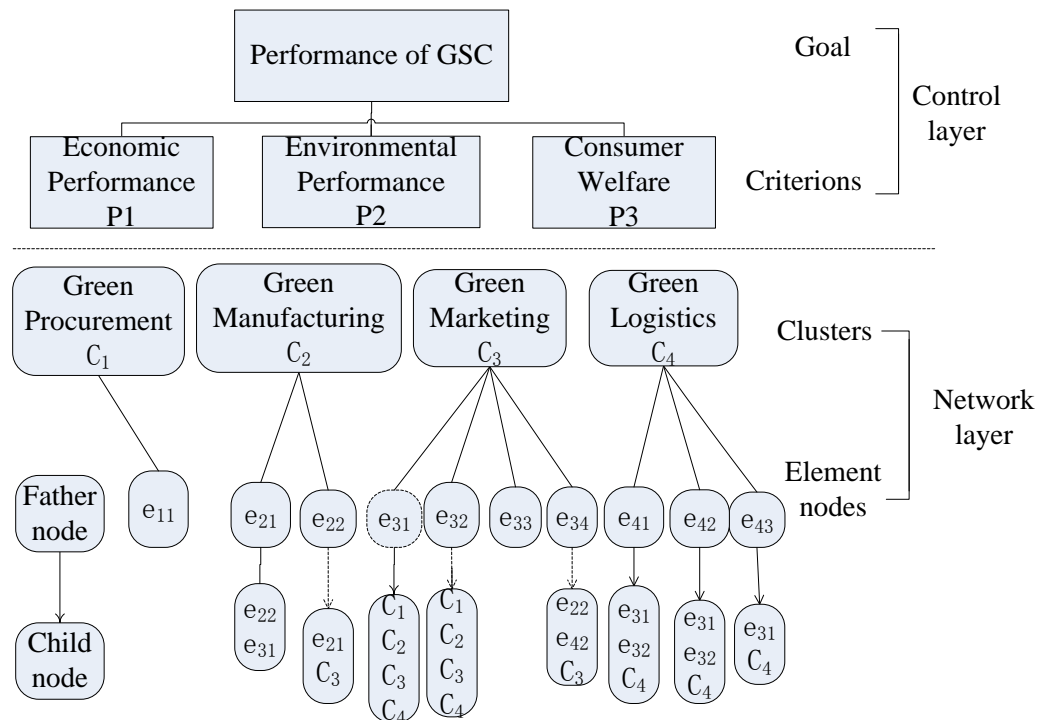 Performance of GSC
Goal
Control
layer
Economic
Performance
P1
Environmental
Performance
P2
Consumer
Welfare
P3
Criterions
Green
Procurement
C₁
Green
Manufacturing
C₂
Green
Marketing
C₃
Green
Logistics
C₄
Clusters
Network
layer
Element
nodes
Father
node
e₁₁
e₂₁
e₂₂
e₃₁
e₃₂
e₃₃
e₃₄
e₄₁
e₄₂
e₄₃
Child
node
e₂₂
e₃₁
e₂₁
C₃
C₁
C₂
C₃
C₄
C₁
C₂
C₃
C₄
e₂₂
e₄₂
C₃
e₃₁
e₃₂
C₄
e₃₁
e₃₂
C₄
e₃₁
C₄